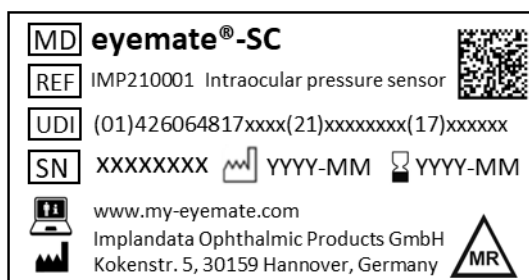 MD eyemate®-SC
REF IMP210001 Intraocular pressure sensor
UDI (01)426064817xxxx(21)xxxxxxxx(17)xxxxxx
SN XXXXXXXX YYYY-MM YYYY-MM
www.my-eyemate.com
Implandata Ophthalmic Products GmbH
Kokenstr. 5, 30159 Hannover, Germany
MR